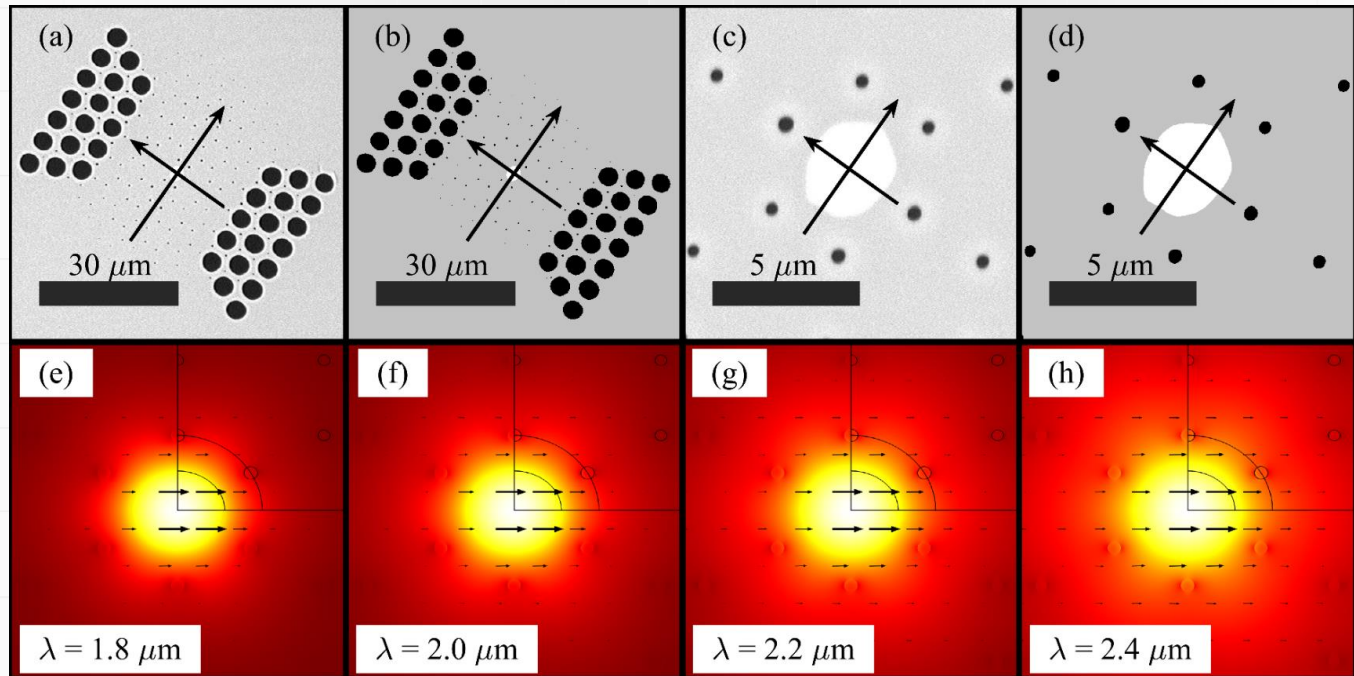 (a)
30 μm
(b)
30 μm
(c)
5 μm
(d)
5 μm
(e)
λ = 1.8 μm
(f)
λ = 2.0 μm
(g)
λ = 2.2 μm
(h)
λ = 2.4 μm